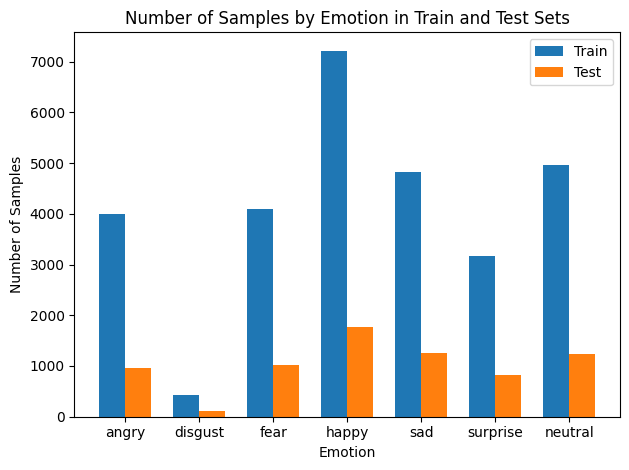 Number of Samples by Emotion in Train and Test Sets
Train
Test
Number of Samples
7000
6000
5000
4000
3000
2000
1000
0
angry disgust fear happy sad surprise neutral
Emotion